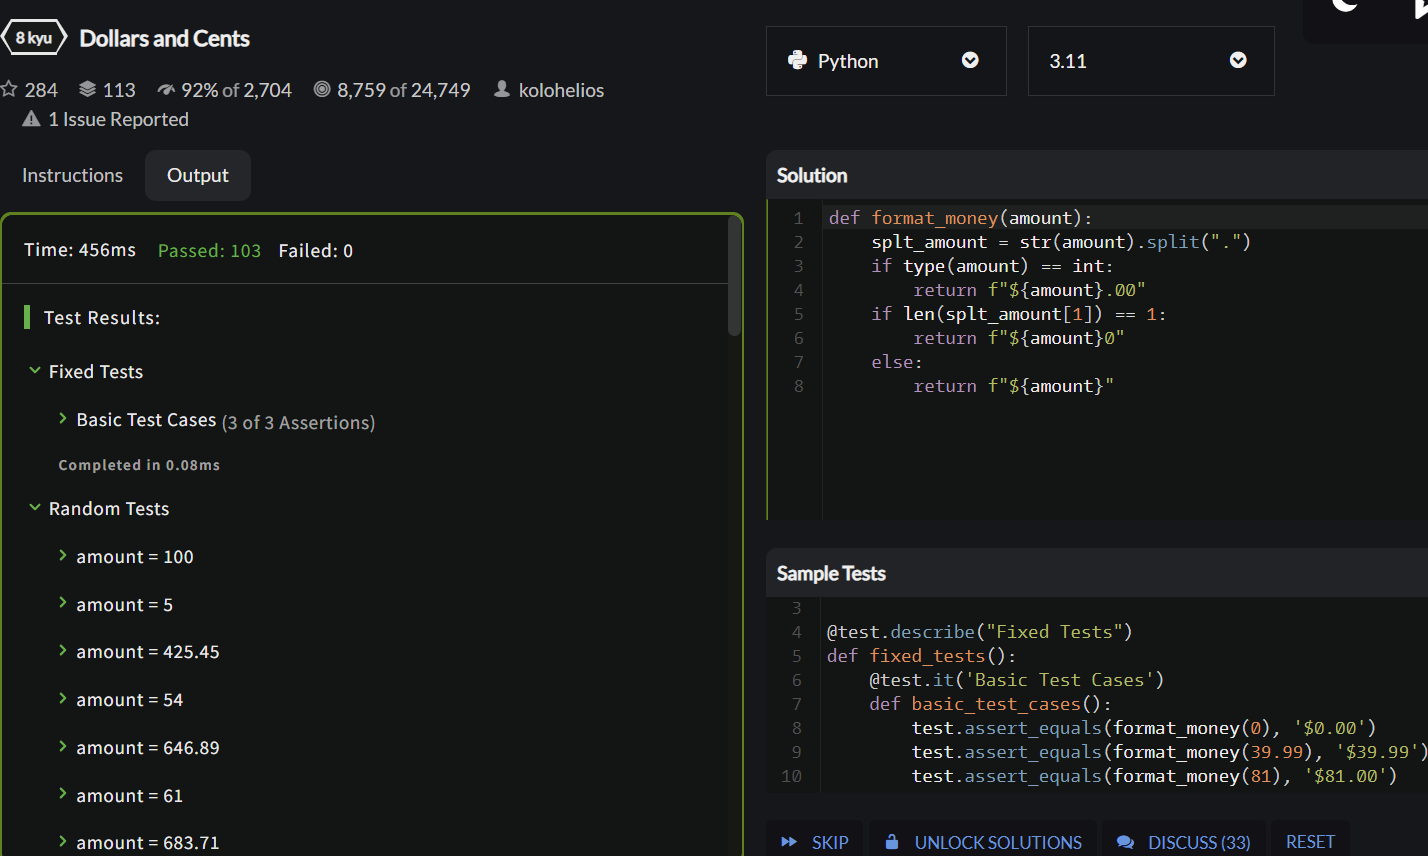 8 kyu Dollars and Cents
284 113 92% of 2,704 8,759 of 24,749 kolohelios
1 Issue Reported
Instructions Output
Time: 456ms Passed: 103 Failed: 0
Test Results:
Fixed Tests
Basic Test Cases (3 of 3 Assertions)
Completed in 0.08ms
Random Tests
amount = 100
amount = 5
amount = 425.45
amount = 54
amount = 646.89
amount = 61
amount = 683.71
Python 3.11
Solution
1 def format_money(amount):
2     splt_amount = str(amount).split(".")
3     if type(amount) == int:
4         return f"${amount}.00"
5     if len(splt_amount[1]) == 1:
6         return f"${amount}0"
7     else:
8         return f"${amount}"
Sample Tests
3
4 @test.describe("Fixed Tests")
5 def fixed_tests():
6     @test.it('Basic Test Cases')
7     def basic_test_cases():
8         test.assert_equals(format_money(0), '$0.00')
9         test.assert_equals(format_money(39.99), '$39.99')
10         test.assert_equals(format_money(81), '$81.00')
SKIP UNLOCK SOLUTIONS DISCUSS (33) RESET